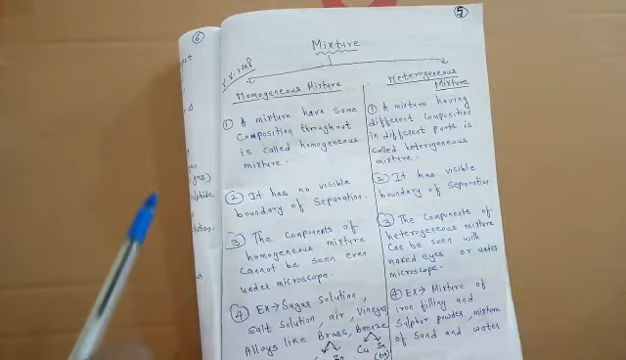 6
5
Mixture
V.V.imp
Homogeneous Mixture
① A mixture have same
composition throughout
is called homogeneous
mixture.
② It has no visible
boundary of separation.
③ The components of
homogeneous mixture
cannot be seen even
under microscope.
④ Ex→ Sugar solution,
Salt solution, air, Vinegar
Alloys like Brass, Bronze
Cu Sn
Heterogeneous
Mixture
① A mixture having
different composition
in different parts is
called heterogeneous
mixture.
② It has visible
boundary of separation.
③ The components of
heterogeneous mixture
can be seen with
naked eyes or under
microscope.
④ Ex→ Mixture of
iron filling and
Sulphur powder, mixture
of sand and water